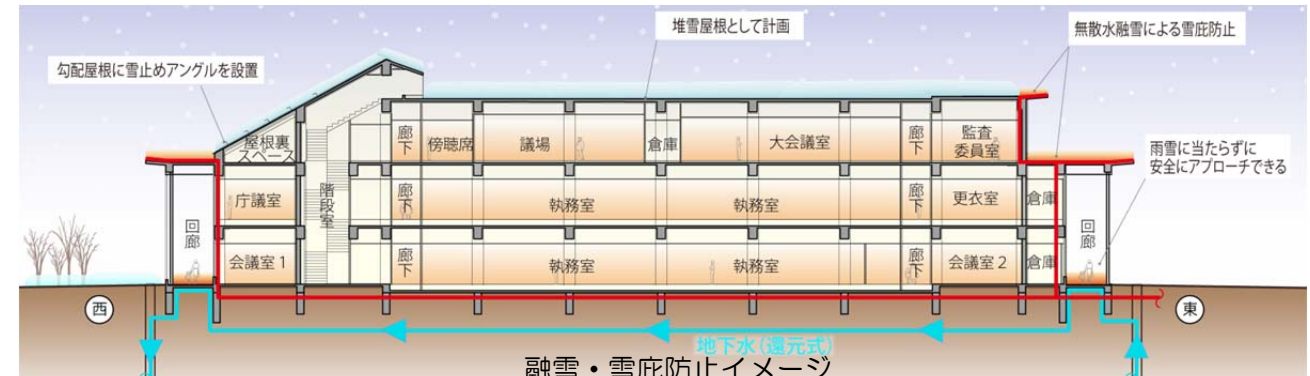 堆雪屋根として計画
無散水融雪による雪庇防止
勾配屋根に雪止めアングルを設置
屋根裏
スペース
廊下
傍聴席
議場
倉庫
大会議室
廊下
監査
委員室
雨雪に当たらずに
安全にアプローチできる
回廊
庁議室
階段室
廊下
執務室
執務室
廊下
更衣室
倉庫
回廊
会議室1
廊下
執務室
執務室
廊下
会議室2
倉庫
西
東
地下水(還元式)
融雪・雪庇防止イメージ